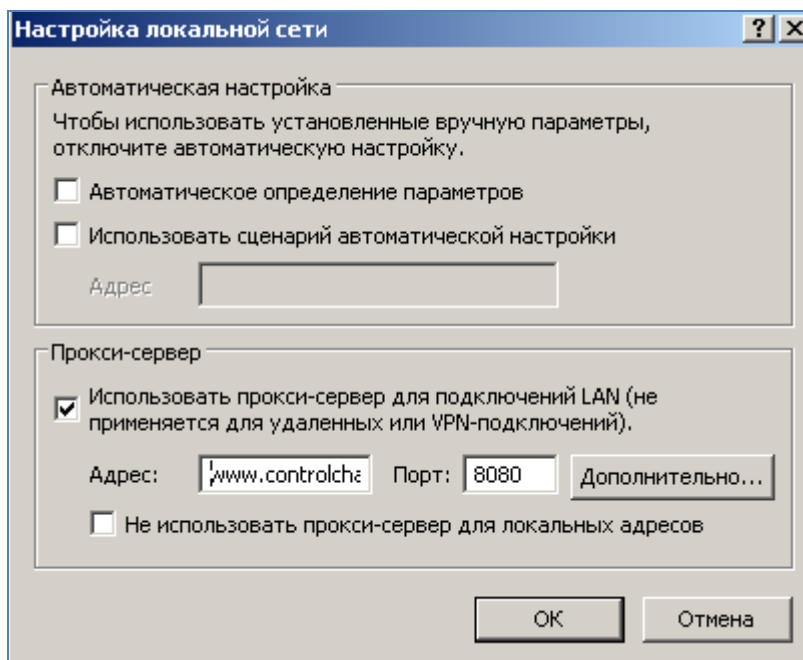 Настройка локальной сети
Автоматическая настройка
Чтобы использовать установленные вручную параметры,
отключите автоматическую настройку.
Автоматическое определение параметров
Использовать сценарий автоматической настройки
Адрес
Прокси-сервер
Использовать прокси-сервер для подключений LAN (не
применяется для удаленных или VPN-подключений).
Адрес: www.controlcha Порт: 8080 Дополнительно...
Не использовать прокси-сервер для локальных адресов
ОК Отмена